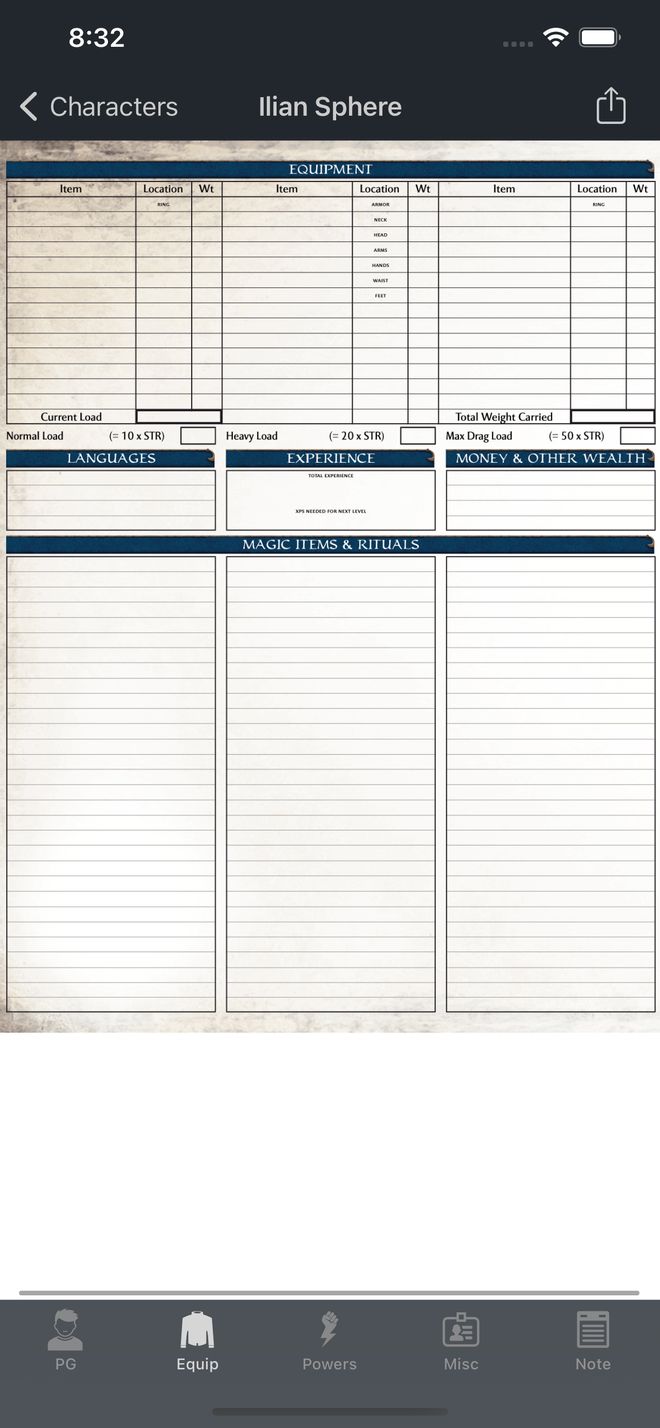 8:32
Characters
Ilian Sphere
EQUIPMENT
Item Location Wt Item Location Wt Item Location Wt
RING ARMOR RING
NECK
HEAD
ARMS
HANDS
WAIST
FEET
Current Load Total Weight Carried
Normal Load (= 10 x STR) Heavy Load (= 20 x STR) Max Drag Load (= 50 x STR)
LANGUAGES EXPERIENCE MONEY & OTHER WEALTH
TOTAL EXPERIENCE
XPS NEEDED FOR NEXT LEVEL
MAGIC ITEMS & RITUALS
PG Equip Powers Misc Note